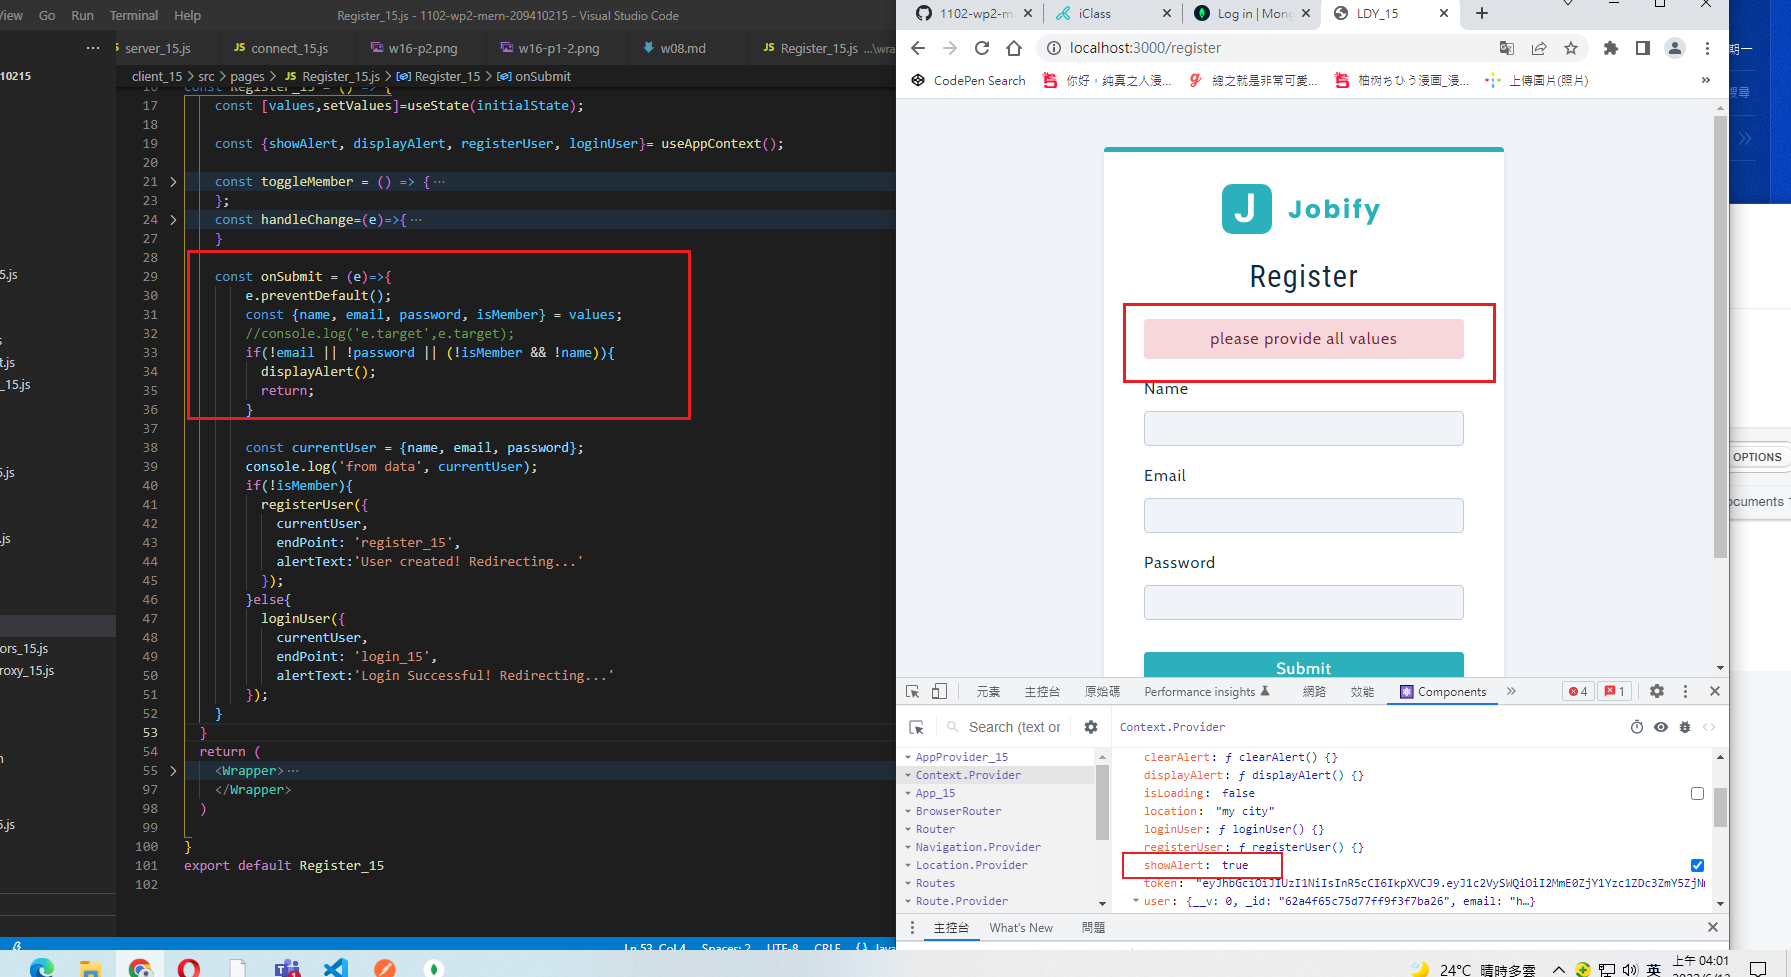 View Go Run Terminal Help
Register_15.js - 1102-wp2-mern-209410215 - Visual Studio Code
server_15.js
JS connect_15.js
w16-p2.png
w16-p1-2.png
w08.md
JS Register_15.js ...\wra
10215
client_15 > src > pages > JS Register_15.js > Register_15 > onSubmit
5.js
t.js
_15.js
5.js
.js
ors_15.js
roxy_15.js
n
5.js
16 const Register_15 = () => {
17 const [values,setValues]=useState(initialState);
18
19 const {showAlert, displayAlert, registerUser, loginUser}= useAppContext();
20
21 const toggleMember = () => { ...
23 };
24 const handleChange=(e)=>{ ...
27 }
28
29 const onSubmit = (e)=>{
30 e.preventDefault();
31 const {name, email, password, isMember} = values;
32 //console.log('e.target',e.target);
33 if(!email || !password || (!isMember && !name)){
34 displayAlert();
35 return;
36 }
37
38 const currentUser = {name, email, password};
39 console.log('from data', currentUser);
40 if(!isMember){
41 registerUser({
42 currentUser,
43 endPoint: 'register_15',
44 alertText:'User created! Redirecting...'
45 });
46 }else{
47 loginUser({
48 currentUser,
49 endPoint: 'login_15',
50 alertText:'Login Successful! Redirecting...'
51 });
52 }
53 }
54 return (
55 <Wrapper> ...
97 </Wrapper>
98 )
99
100 }
101 export default Register_15
102
Ln 53, Col 4 Spaces: 2 UTF-8 CRLF {} Java
1102-wp2-m
iClass
Log in | Mong
LDY_15
localhost:3000/register
CodePen Search
你好，純真之人漫...
總之就是非常可愛...
柚树ちひう漫画_漫...
上傳圖片(照片)
»
J Jobify
Register
please provide all values
Name
Email
Password
Submit
元素 主控台 原始碼 Performance insights 網路 效能 Components » 4 1
Search (text or
Context.Provider
AppProvider_15
Context.Provider
App_15
BrowserRouter
Router
Navigation.Provider
Location.Provider
Routes
Route.Provider
clearAlert: ƒ clearAlert() {}
displayAlert: ƒ displayAlert() {}
isLoading: false
location: "my city"
loginUser: ƒ loginUser() {}
registerUser: ƒ registerUser() {}
showAlert: true
token: "eyJhbGciOiJIUzI1NiIsInR5cCI6IkpXVCJ9.eyJ1c2VySWQiOiI2MmE0ZjY1Yzc1ZDc3ZmY5ZjN
user: {__v: 0, _id: "62a4f65c75d77ff9f3f7ba26", email: "h…}
主控台 What's New 問題
期一
搜尋
OPTIONS
ocuments
24°C 晴時多雲
英
上午 04:01